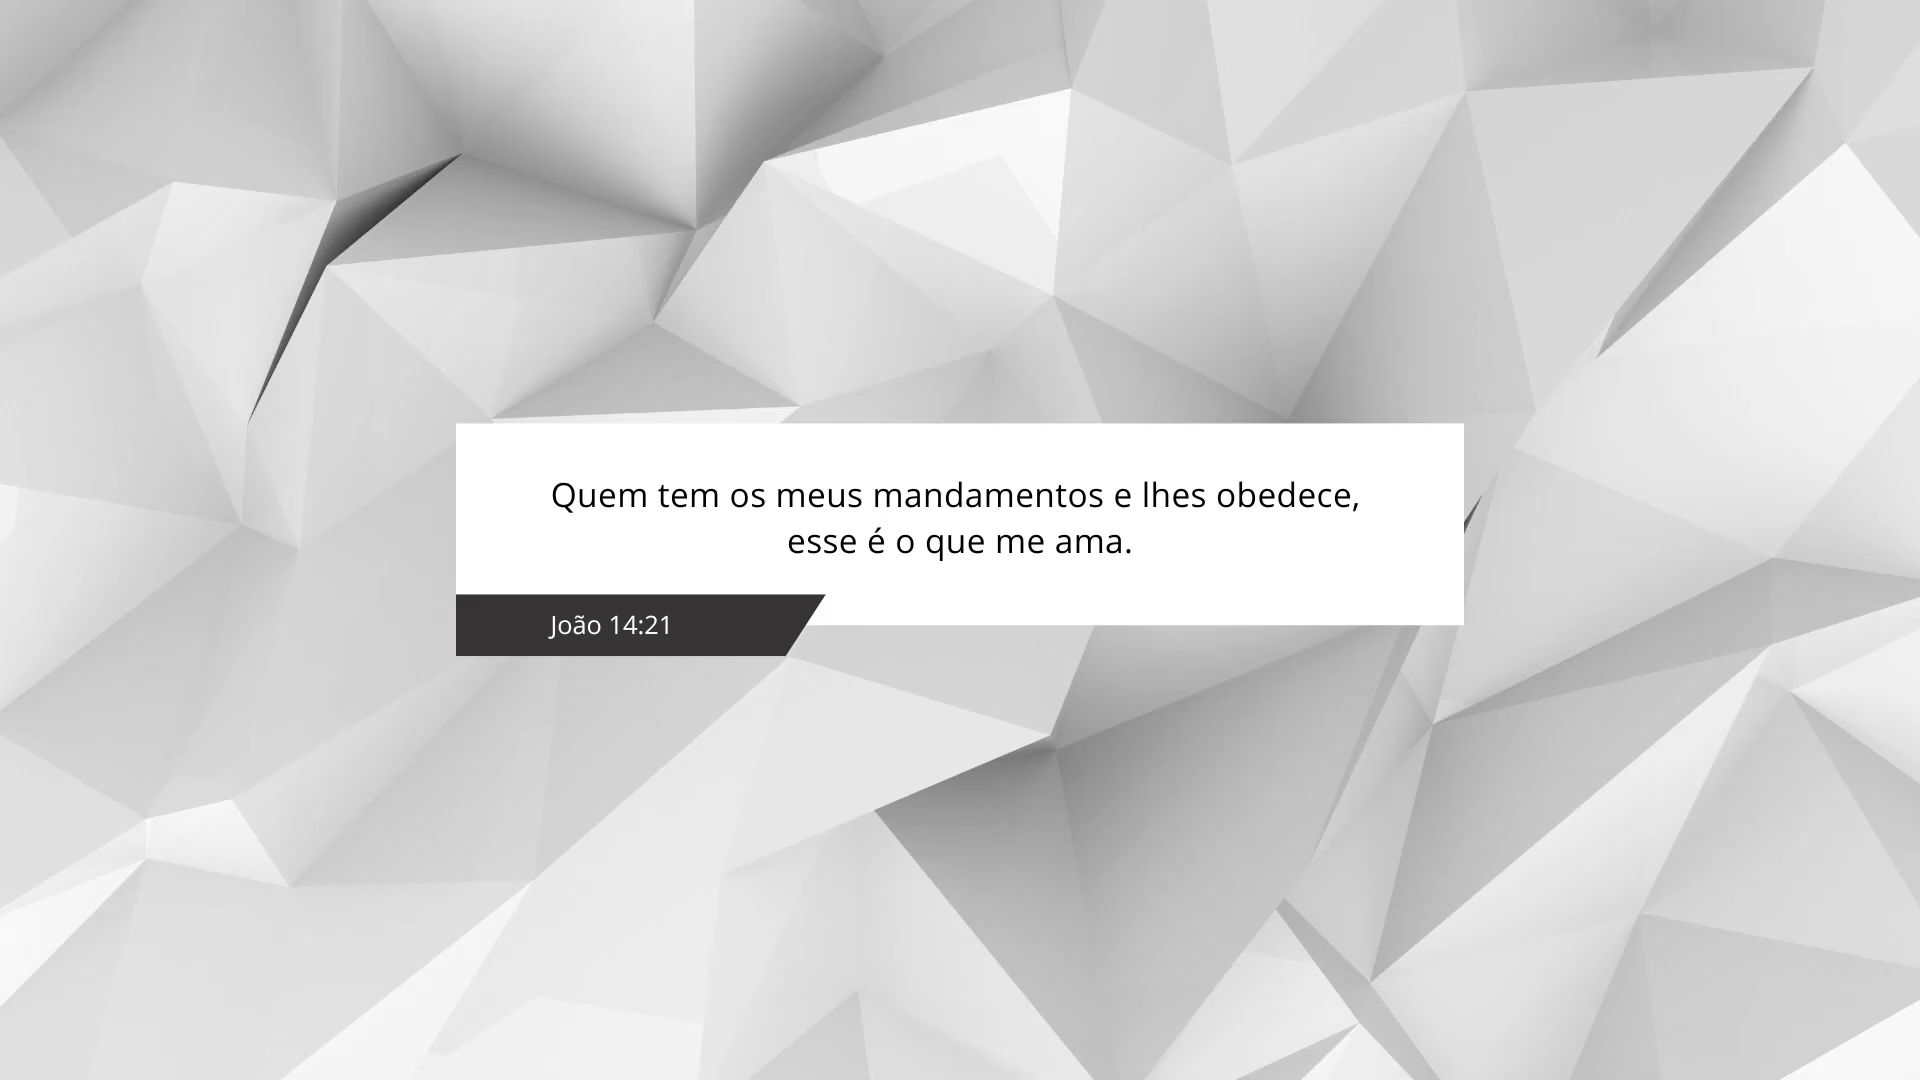 Quem tem os meus mandamentos e lhes obedece,
esse é o que me ama.
João 14:21